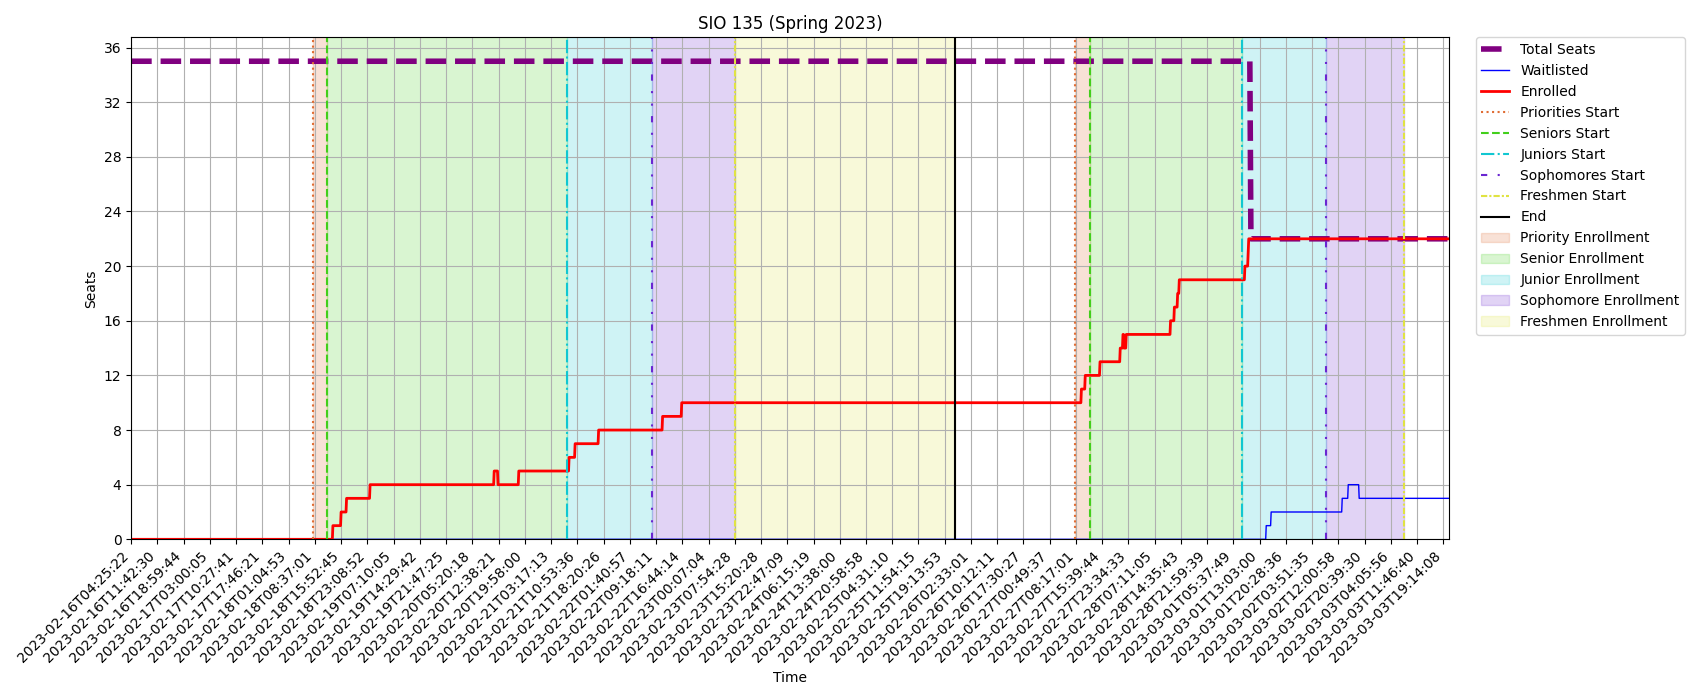 SIO 135 (Spring 2023)
36
32
28
24
20
16
12
8
4
0
Seats
2023-02-16T04:25:22
2023-02-16T11:42:30
2023-02-16T18:59:44
2023-02-17T03:00:05
2023-02-17T10:27:41
2023-02-17T17:46:21
2023-02-18T01:04:53
2023-02-18T08:37:01
2023-02-18T15:52:45
2023-02-18T23:08:52
2023-02-19T07:10:05
2023-02-19T14:29:42
2023-02-19T21:47:25
2023-02-20T05:20:18
2023-02-20T12:38:21
2023-02-20T19:58:00
2023-02-21T03:17:13
2023-02-21T10:53:36
2023-02-21T18:20:26
2023-02-22T01:40:57
2023-02-22T09:18:11
2023-02-22T16:44:14
2023-02-23T00:07:04
2023-02-23T07:54:28
2023-02-23T15:20:28
2023-02-23T22:47:09
2023-02-24T06:15:19
2023-02-24T13:38:00
2023-02-24T20:58:58
2023-02-25T04:31:10
2023-02-25T11:54:15
2023-02-25T19:13:53
2023-02-26T02:33:01
2023-02-26T10:12:11
2023-02-26T17:30:27
2023-02-27T00:49:37
2023-02-27T08:17:01
2023-02-27T15:39:44
2023-02-27T23:34:33
2023-02-28T07:11:05
2023-02-28T14:35:43
2023-02-28T21:59:39
2023-03-01T05:37:49
2023-03-01T13:03:00
2023-03-01T20:28:36
2023-03-02T03:51:35
2023-03-02T12:00:58
2023-03-02T20:39:30
2023-03-03T04:05:56
2023-03-03T11:46:40
2023-03-03T19:14:08
Time
Total Seats
Waitlisted
Enrolled
Priorities Start
Seniors Start
Juniors Start
Sophomores Start
Freshmen Start
End
Priority Enrollment
Senior Enrollment
Junior Enrollment
Sophomore Enrollment
Freshmen Enrollment